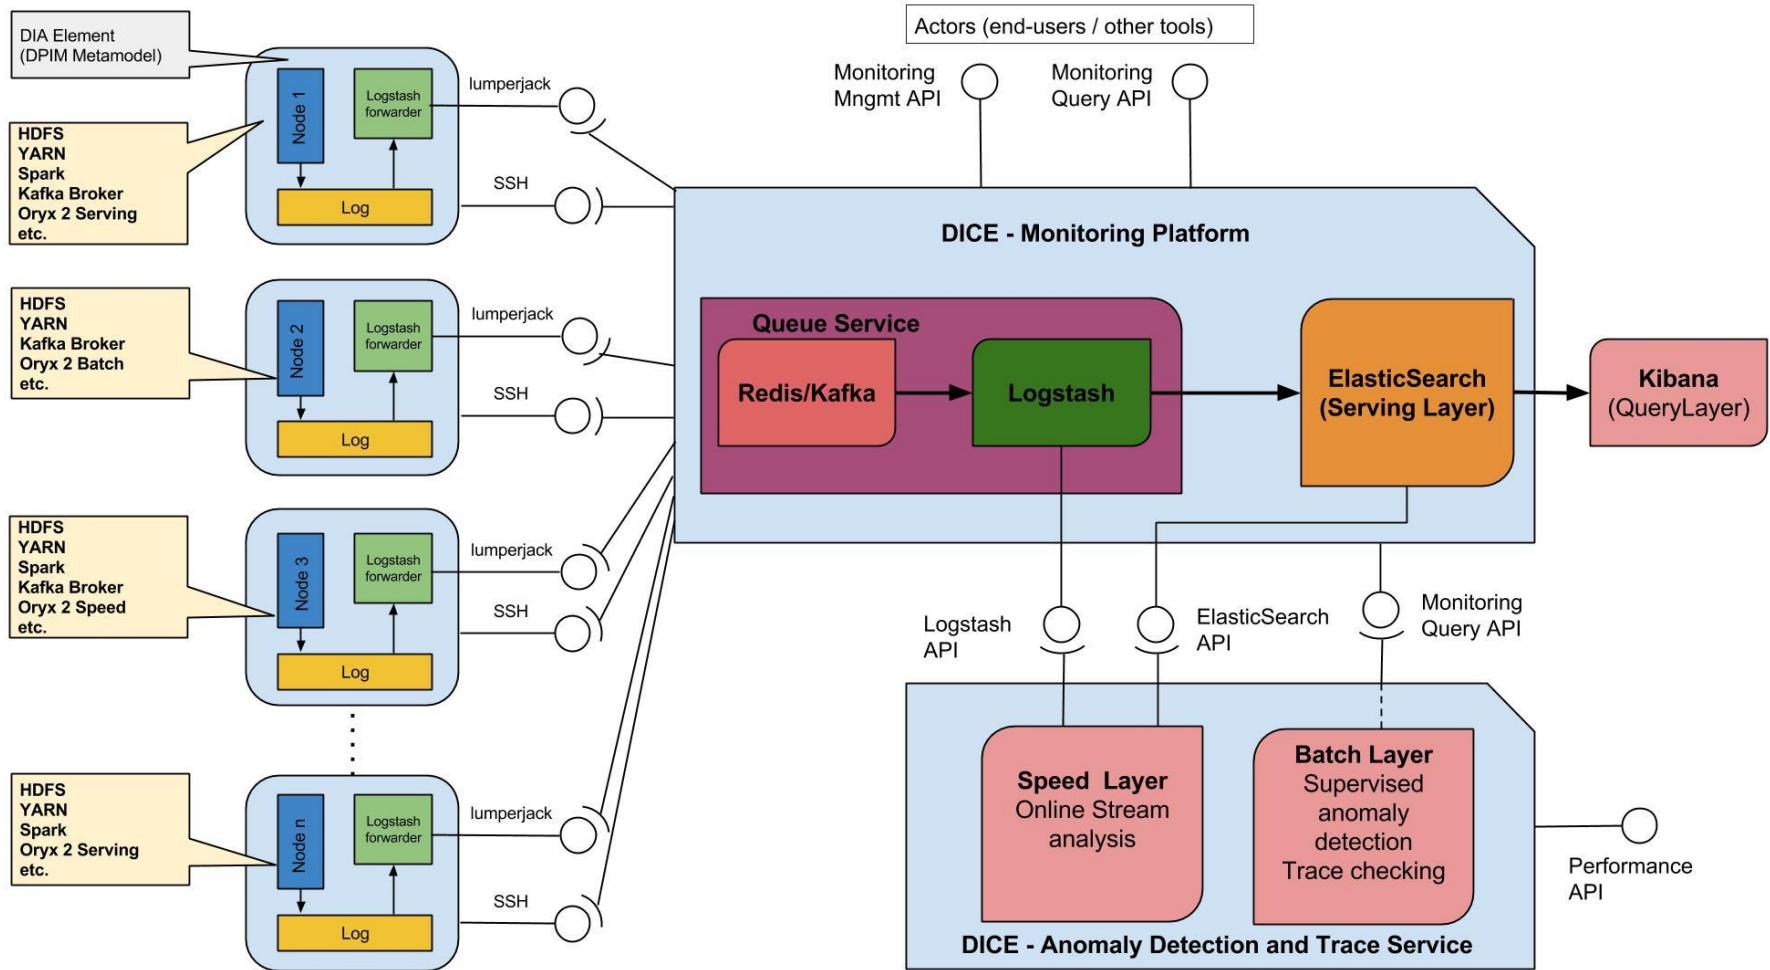 DIA Element
(DPIM Metamodel)
HDFS
YARN
Spark
Kafka Broker
Oryx 2 Serving
etc.
Node 1
Logstash
forwarder
Log
lumperjack
SSH
HDFS
YARN
Kafka Broker
Oryx 2 Batch
etc.
Node 2
Logstash
forwarder
Log
lumperjack
SSH
HDFS
YARN
Spark
Kafka Broker
Oryx 2 Speed
etc.
Node 3
Logstash
forwarder
Log
lumperjack
SSH
HDFS
YARN
Spark
Oryx 2 Serving
etc.
Node n
Logstash
forwarder
Log
lumperjack
SSH
Actors (end-users / other tools)
Monitoring
Mngmt API
Monitoring
Query API
DICE - Monitoring Platform
Queue Service
Redis/Kafka
Logstash
ElasticSearch
(Serving Layer)
Kibana
(QueryLayer)
Logstash
API
ElasticSearch
API
Monitoring
Query API
Speed Layer
Online Stream
analysis
Batch Layer
Supervised
anomaly
detection
Trace checking
DICE - Anomaly Detection and Trace Service
Performance
API